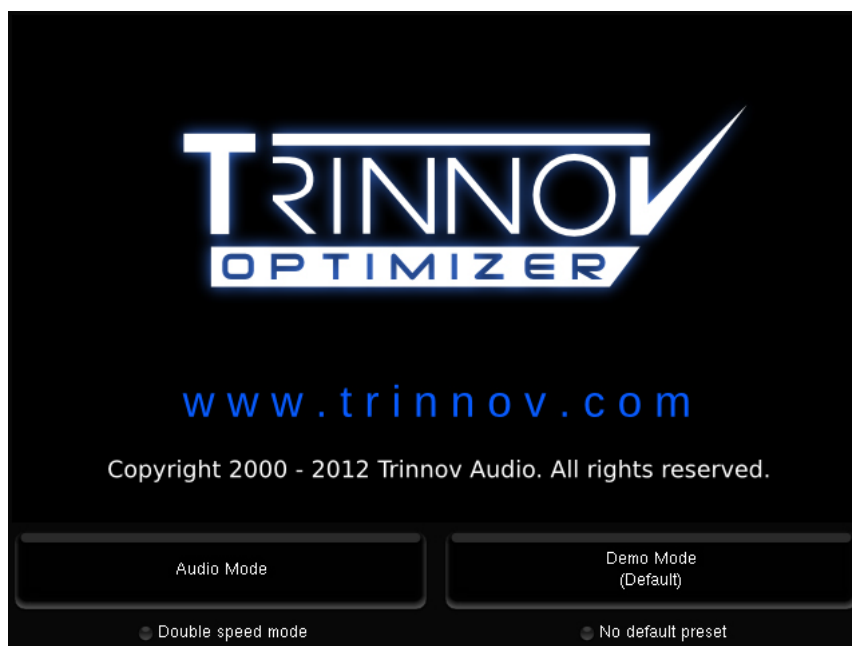 TRINNOV
OPTIMIZER
www.trinnov.com
Copyright 2000 - 2012 Trinnov Audio. All rights reserved.
Audio Mode
Demo Mode
(Default)
Double speed mode
No default preset